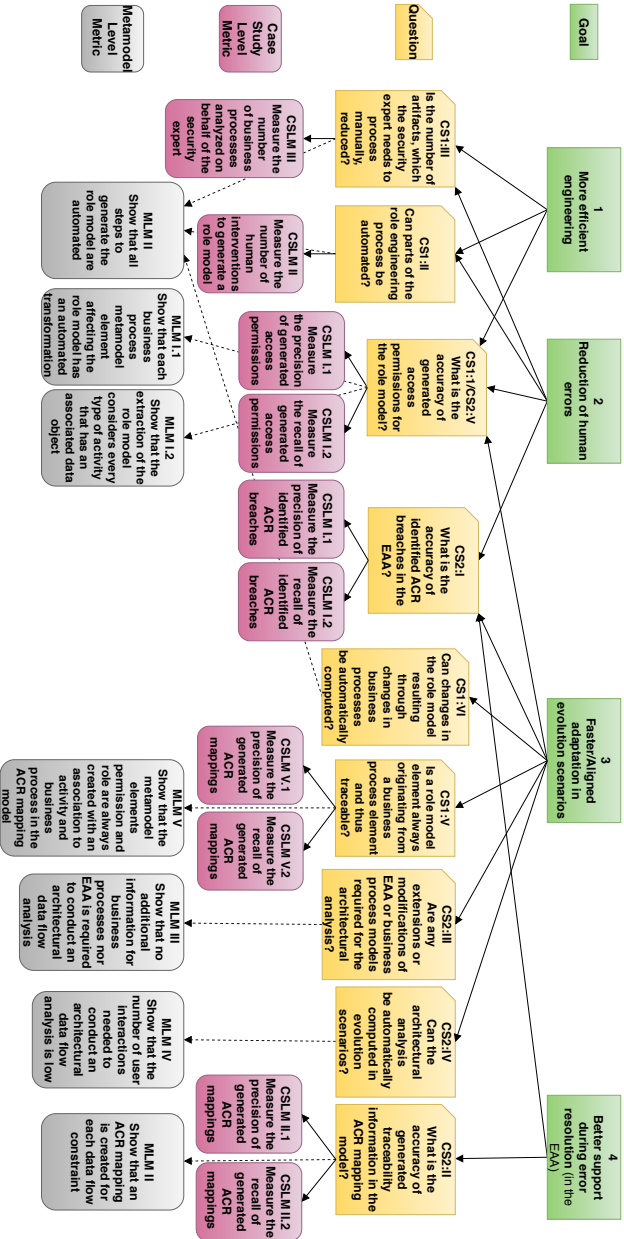 Goal
Question
Case
Study
Level
Metric
Metamodel
Level
Metric
1
More efficient
engineering
2
Reduction of human
errors
3
Faster/Aligned
adaptation in
evolution scenarios
4
Better support
during error
resolution (in the
EAA)
CS1:III
Is the number of
artifacts, which
the security
expert needs to
process
manually,
reduced?
CS1:II
Can parts of the
role engineering
process be
automated?
CS1:1/CS2:V
What is the
accuracy of
generated
access
permissions for
the role model?
CS2:I
What is the
accuracy of
identified ACR
breaches in the
EAA?
CS1:VI
Can changes in
the role model
resulting
through
changes in
business
processes
be automatically
computed?
CS1:V
Is a role model
element always
originating from
a business
process element
and thus
traceable?
CS2:III
Are any
extensions or
modifications of
EAA or business
process models
required for the
architectural
analysis?
CS2:IV
Can the
architectural
analysis
be automatically
computed in
evolution
scenarios?
CS2:II
What is the
accuracy of
generated
traceability
information in the
ACR mapping
model?
CSLM III
Measure the
number
of business
processes
analyzed on
behalf of the
security
expert
CSLM II
Measure the
number of
human
interventions
to generate a
role model
CSLM I.1
Measure
the precision
of generated
access
permissions
CSLM I.2
Measure
the recall of
generated
access
permissions
CSLM I.1
Measure the
precision of
identified
ACR
breaches
CSLM I.2
Measure the
recall of
identified
ACR
breaches
CSLM V.1
Measure the
precision of
generated
ACR
mappings
CSLM V.2
Measure the
recall of
generated
ACR
mappings
CSLM II.1
Measure the
precision of
generated
ACR
mappings
CSLM II.2
Measure the
recall of
generated
ACR
mappings
MLM II
Show that all
steps to
generate the
role model are
automated
MLM I.1
Show that each
business
process
metamodel
element
affecting the
role model has
an automated
transformation
MLM I.2
Show that the
extraction of the
role model
considers every
type of activity
that has an
associated data
object
MLM V
Show that the
metamodel
elements
permission and
role are always
created with an
association to
activity and
business
process in the
ACR mapping
model
MLM III
Show that no
additional
information for
business
processes nor
EAA is required
to conduct an
architectural
data flow
analysis
MLM IV
Show that the
number of user
interactions
needed to
conduct an
architectural
data flow
analysis is low
MLM II
Show that an
ACR mapping
is created for
each data flow
constraint